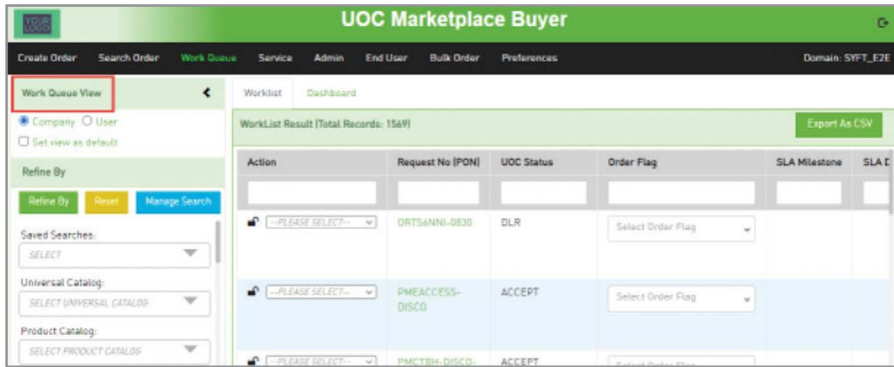 YOUR
LOGO
UOC Marketplace Buyer
Create Order Search Order Work Queue Service Admin End User Bulk Order Preferences Domain: SYFT_E2E
Work Queue View
Worklist Dashboard
Company User
Set view as default
WorkList Result (Total Records: 1569) Export As CSV
Refine By
Action Request No (PON) UOC Status Order Flag SLA Milestone SLA D
Refine By Reset Manage Search
Saved Searches:
SELECT
--PLEASE SELECT-- ORTS6NNI-0830 DLR Select Order Flag
Universal Catalog:
SELECT UNIVERSAL CATALOG
--PLEASE SELECT-- PMEACCESS-
DISCO ACCEPT Select Order Flag
Product Catalog:
SELECT PRODUCT CATALOG
--PLEASE SELECT-- PMCTBH-DISCO- ACCEPT Select Order Flag